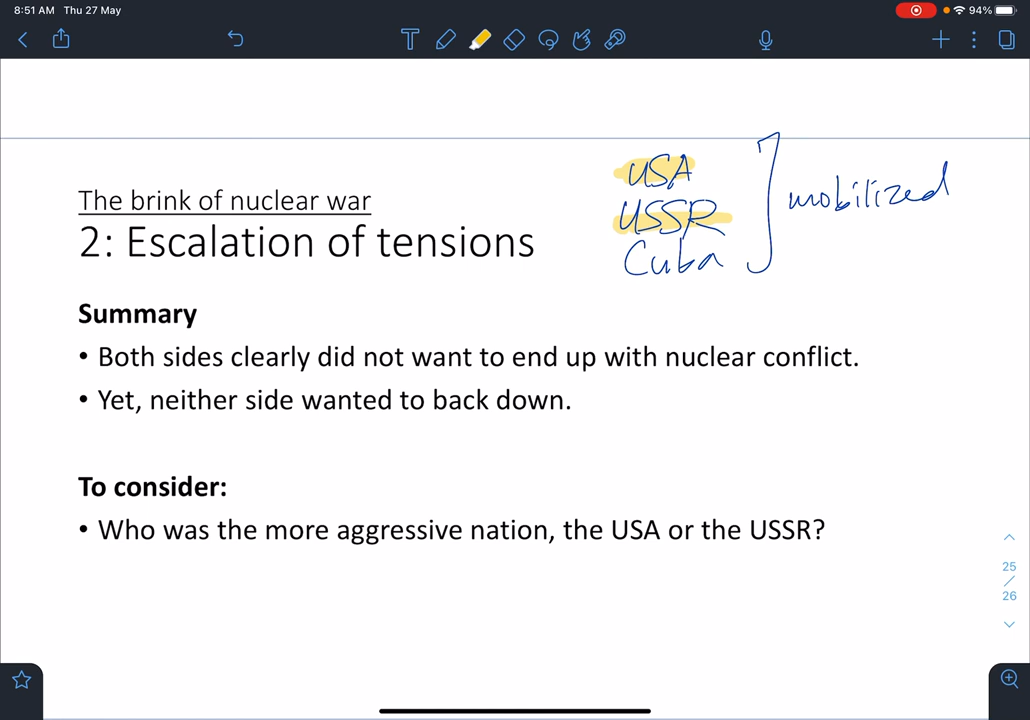 8:51 AM Thu 27 May
94%
USA
USSR
Cuba
mobilized
The brink of nuclear war
2: Escalation of tensions
Summary
• Both sides clearly did not want to end up with nuclear conflict.
• Yet, neither side wanted to back down.
To consider:
• Who was the more aggressive nation, the USA or the USSR?
25
/
26